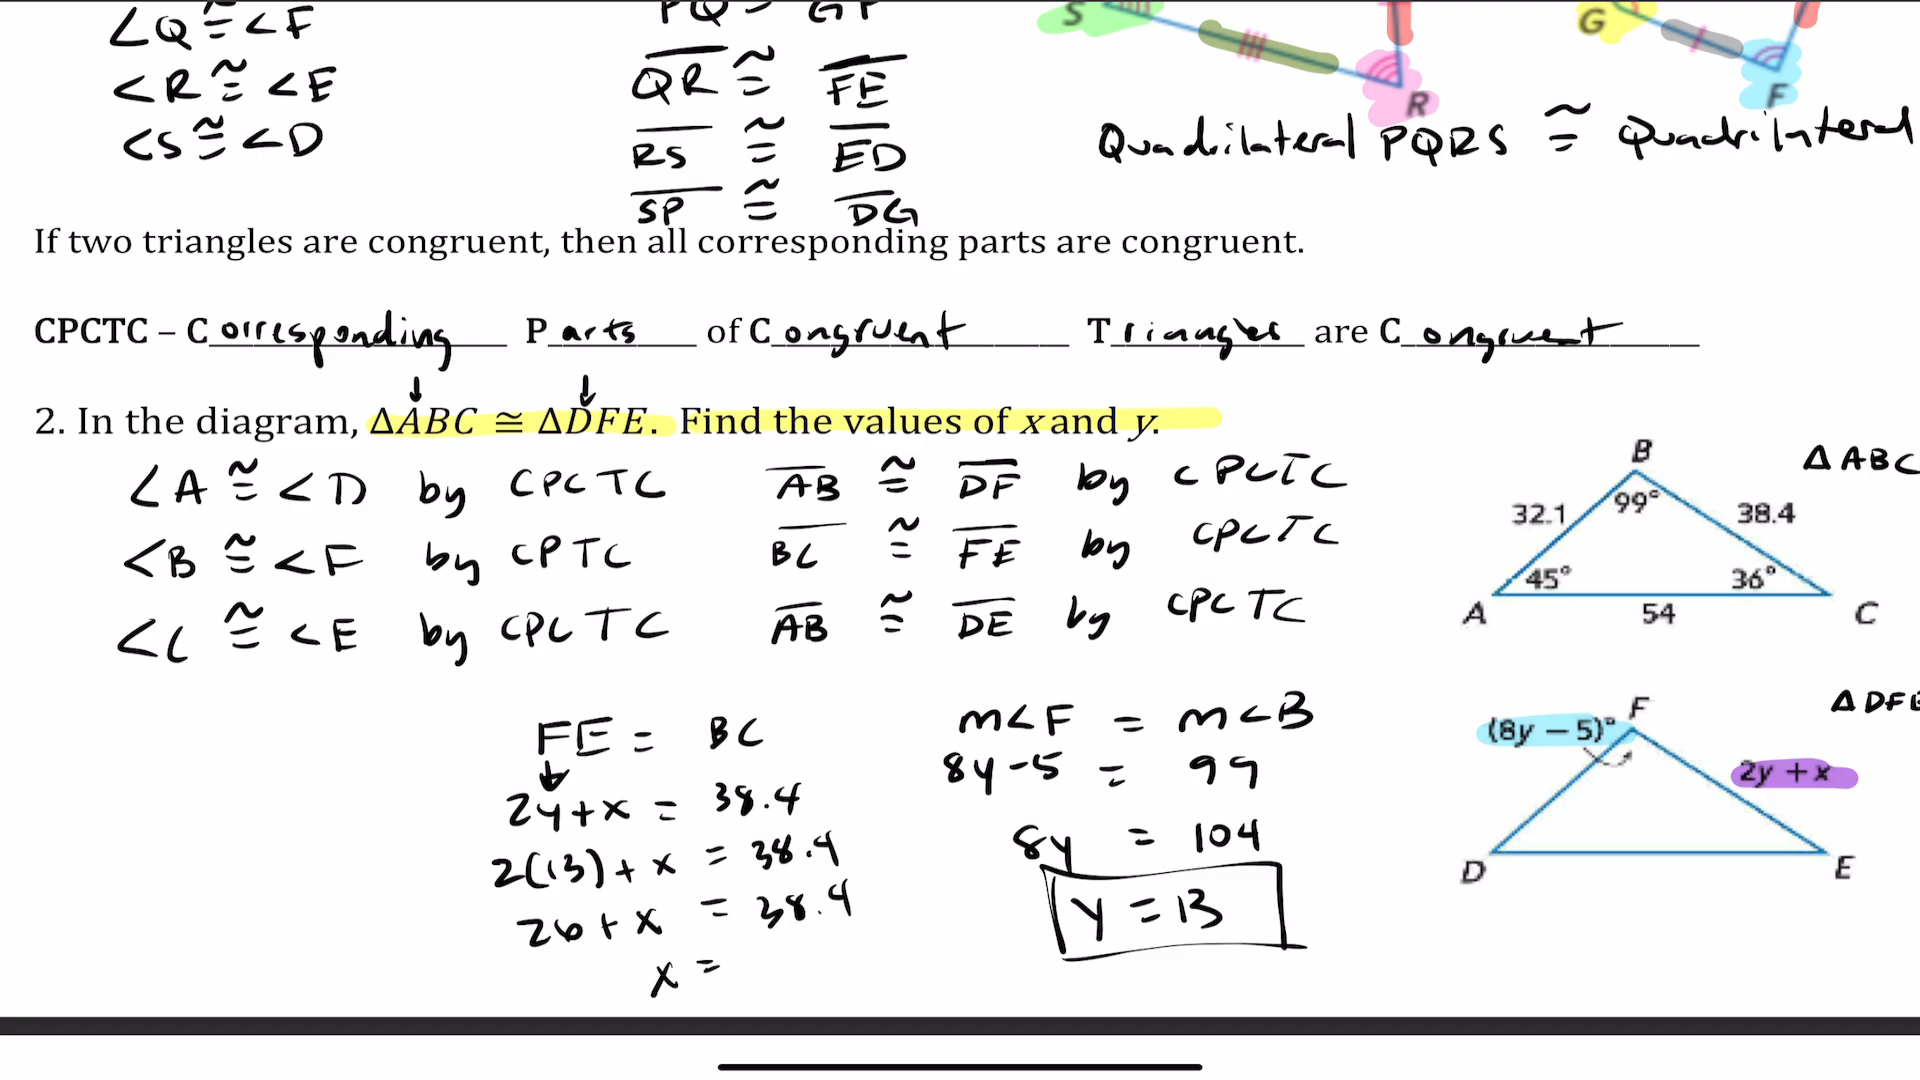 ∠Q ≅ ∠F
∠R ≅ ∠E
∠S ≅ ∠D
QR ≅ FE
RS ≅ ED
SP ≅ DG
S
R
G
F
Quadrilateral PQRS ≅ Quadrilateral
If two triangles are congruent, then all corresponding parts are congruent.
CPCTC – Corresponding Parts of Congruent Triangles are Congruent
2. In the diagram, ΔABC ≅ ΔDFE. Find the values of x and y.
∠A ≅ ∠D by CPCTC
∠B ≅ ∠F by CPTC
∠C ≅ ∠E by CPCTC
AB ≅ DF by CPCTC
BC ≅ FE by CPCTC
AB ≅ DE by CPCTC
B
Δ ABC
32.1
99°
38.4
45°
36°
A
54
C
FE = BC
2y+x = 38.4
2(13)+x = 38.4
26+x = 38.4
x =
m∠F = m∠B
8y-5 = 99
8y = 104
y = 13
F
Δ DFE
(8y – 5)°
2y + x
D
E